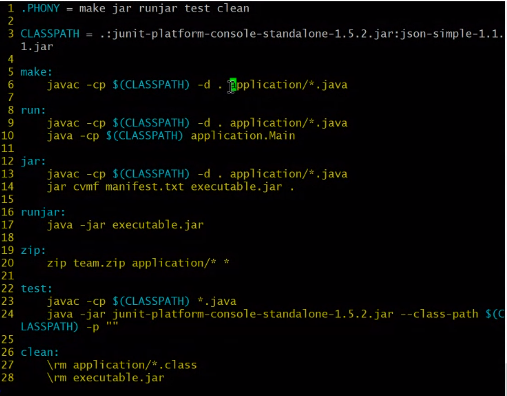 1 .PHONY = make jar runjar test clean
2
3 CLASSPATH = .:junit-platform-console-standalone-1.5.2.jar:json-simple-1.1.
1.jar
4
5 make:
6     javac -cp $(CLASSPATH) -d . application/*.java
7
8 run:
9     javac -cp $(CLASSPATH) -d . application/*.java
10     java -cp $(CLASSPATH) application.Main
11
12 jar:
13     javac -cp $(CLASSPATH) -d . application/*.java
14     jar cvmf manifest.txt executable.jar .
15
16 runjar:
17     java -jar executable.jar
18
19 zip:
20     zip team.zip application/* *
21
22 test:
23     javac -cp $(CLASSPATH) *.java
24     java -jar junit-platform-console-standalone-1.5.2.jar --class-path $(C
LASSPATH) -p ""
25
26 clean:
27     \rm application/*.class
28     \rm executable.jar